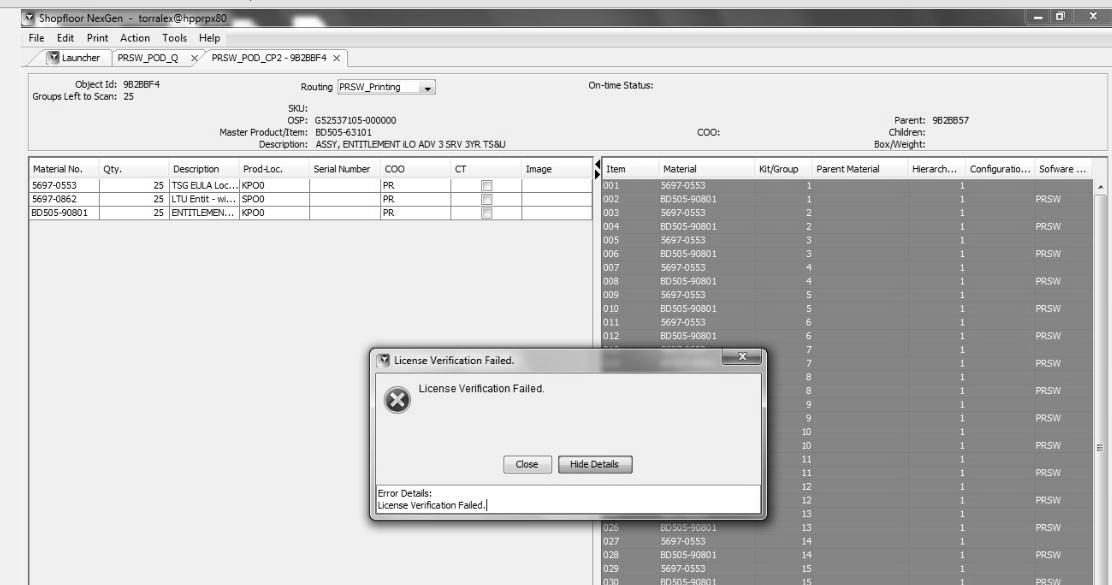 Shopfloor NexGen - torralex@hpprpx80
File Edit Print Action Tools Help
Launcher PRSW_POD_Q × PRSW_POD_CP2 - 9B2BBF4 ×
Object Id: 9B2BBF4 Routing PRSW_Printing On-time Status:
Groups Left to Scan: 25
SKU:
OSP: G52537105-000000 Parent: 9B2BB57
Master Product/Item: BD505-63101 COO: Children:
Description: ASSY, ENTITLEMENT iLO ADV 3 SRV 3YR TS&U Box/Weight:
Material No. Qty. Description Prod-Loc. Serial Number COO CT Image
5697-0553 25 TSG EULA Loc... KPO0 PR
5697-0862 25 LTU Entit - wi... SPO0 PR
BD505-90801 25 ENTITLEMEN... KPO0 PR
Item Material Kit/Group Parent Material Hierarch... Configuratio... Sofware ...
001 5697-0553 1 1
002 BD505-90801 1 1 PRSW
003 5697-0553 2 1
004 BD505-90801 2 1 PRSW
005 5697-0553 3 1
006 BD505-90801 3 1 PRSW
007 5697-0553 4 1
008 BD505-90801 4 1 PRSW
009 5697-0553 5 1
010 BD505-90801 5 1 PRSW
011 5697-0553 6 1
012 BD505-90801 6 1 PRSW
7 1
7 1 PRSW
8 1
8 1 PRSW
9 1
9 1 PRSW
10 1
10 1 PRSW
11 1
11 1 PRSW
12 1
12 1 PRSW
13 1
026 BD505-90801 13 1 PRSW
027 5697-0553 14 1
028 BD505-90801 14 1 PRSW
029 5697-0553 15 1
030 BD505-90801 15 1 PRSW
License Verification Failed.
License Verification Failed.
Close Hide Details
Error Details:
License Verification Failed.